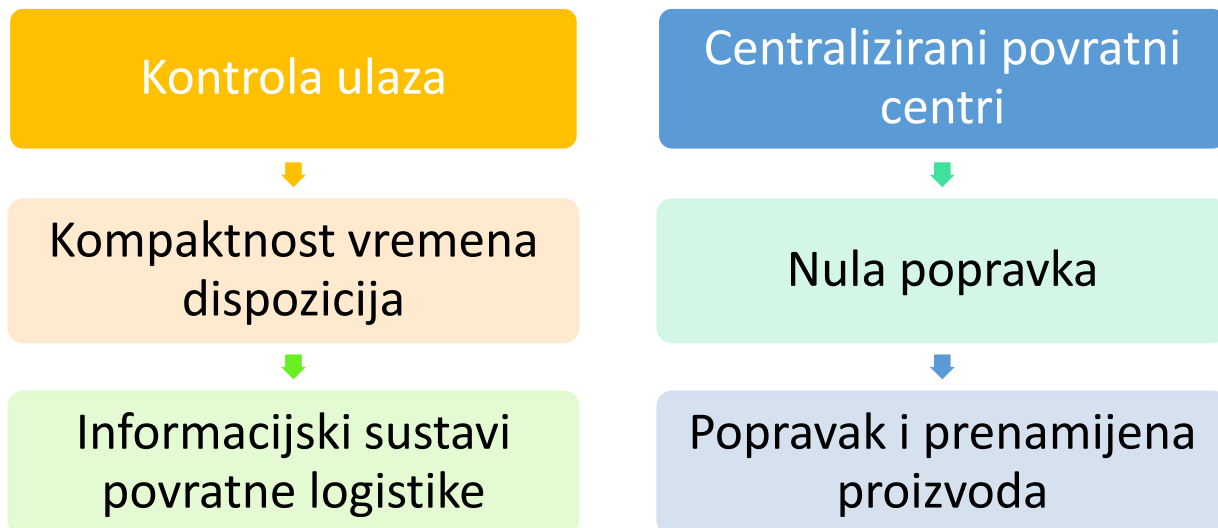 Kontrola ulaza
Kompaktnost vremena
dispozicija
Informacijski sustavi
povratne logistike
Centralizirani povratni
centri
Nula popravka
Popravak i prenamijena
proizvoda